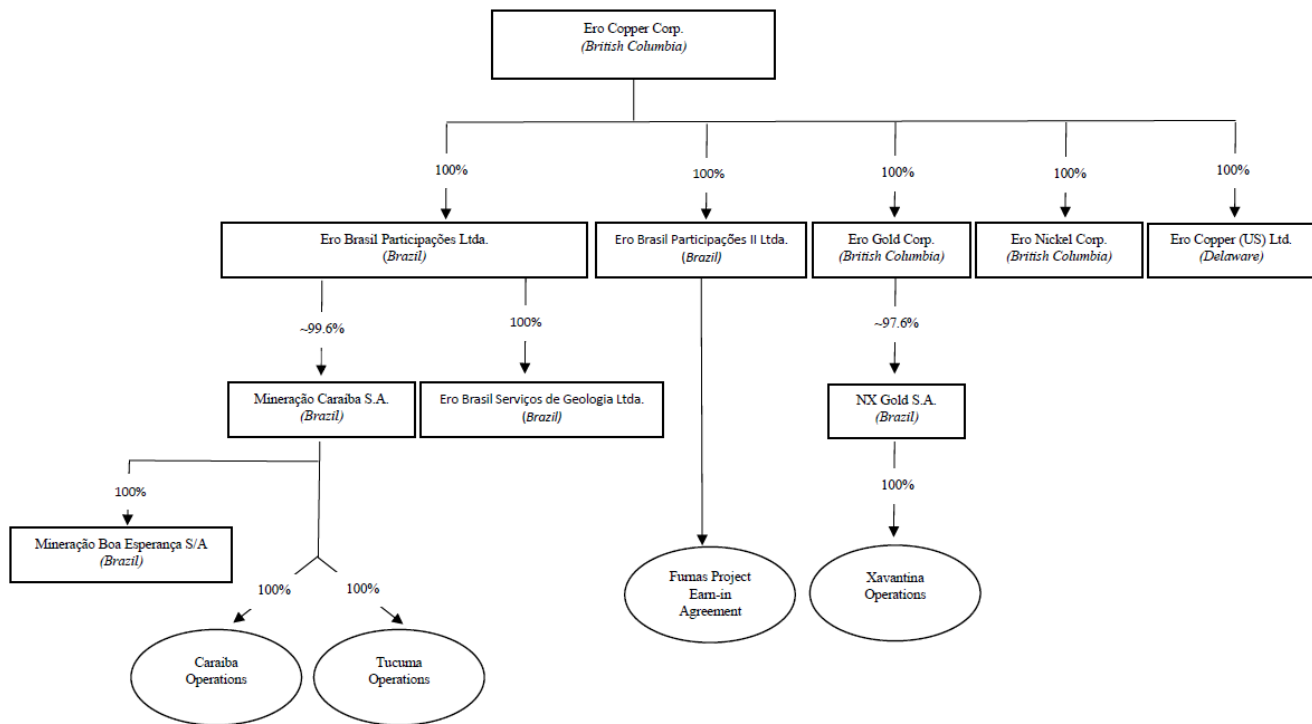 Ero Copper Corp.
(British Columbia)
100%
100%
100%
100%
100%
Ero Brasil Participações Ltda.
(Brazil)
Ero Brasil Participações II Ltda.
(Brazil)
Ero Gold Corp.
(British Columbia)
Ero Nickel Corp.
(British Columbia)
Ero Copper (US) Ltd.
(Delaware)
~99.6%
100%
~97.6%
Mineração Caraíba S.A.
(Brazil)
Ero Brasil Serviços de Geologia Ltda.
(Brazil)
NX Gold S.A.
(Brazil)
100%
100%
Mineração Boa Esperança S/A
(Brazil)
100%
100%
Furnas Project
Earn-in
Agreement
Xavantina
Operations
Caraiba
Operations
Tucuma
Operations